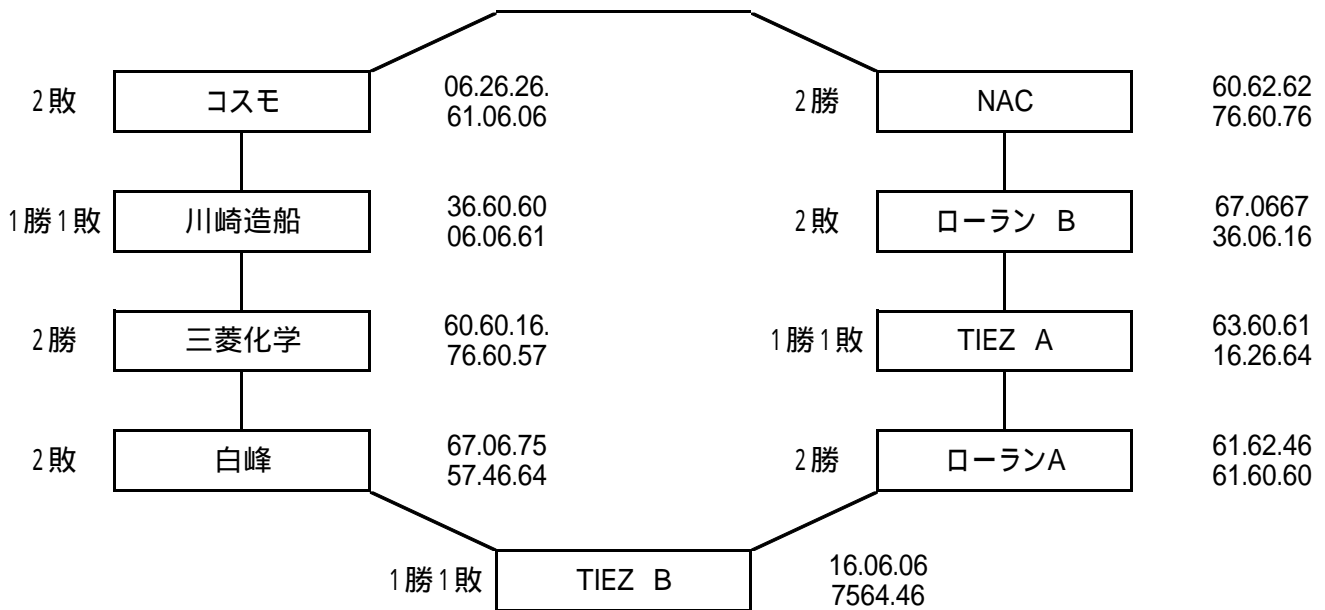 2敗 コスモ 06.26.26. 2勝 NAC 60.62.62
61.06.06 76.60.76
1勝1敗 川崎造船 36.60.60 2敗 ローラン B 67.0667
06.06.61 36.06.16
2勝 三菱化学 60.60.16. 1勝1敗 TIEZ A 63.60.61
76.60.57 16.26.64
2敗 白峰 67.06.75 2勝 ローランA 61.62.46
57.46.64 61.60.60
1勝1敗 TIEZ B 16.06.06
7564.46